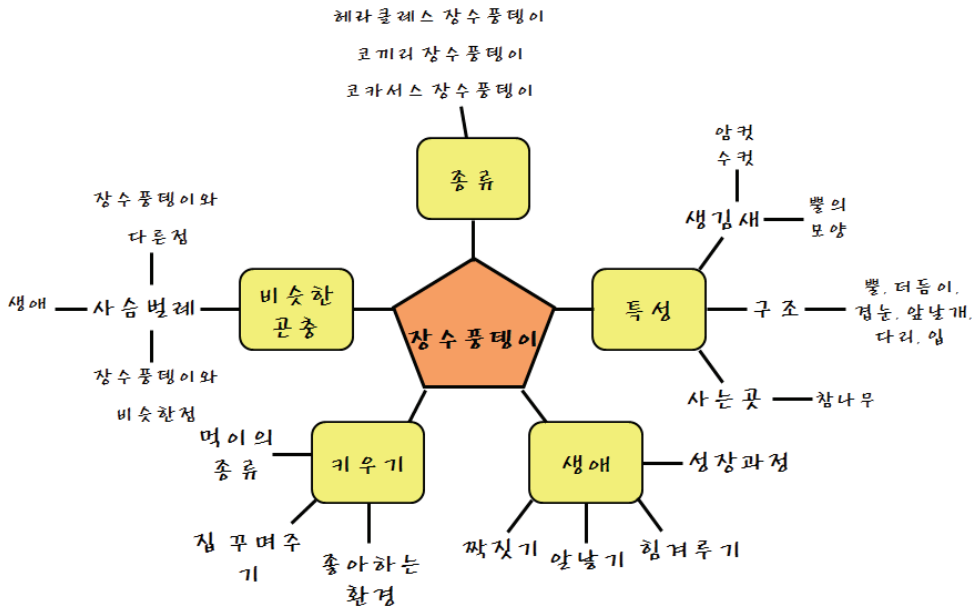 헤라클레스 장수풍뎅이
코끼리 장수풍뎅이
코카서스 장수풍뎅이
종류
암컷
수컷
생김새
뿔의
모양
특성
구조
뿔, 더듬이,
겹눈, 앞날개,
다리, 입
사는곳
참나무
장수풍뎅이와
다른점
생애
사슴벌레
장수풍뎅이와
비슷한점
비슷한
곤충
장수풍뎅이
먹이의
종류
키우기
집 꾸며주
기
좋아하는
환경
생애
성장과정
짝짓기
알낳기
힘겨루기